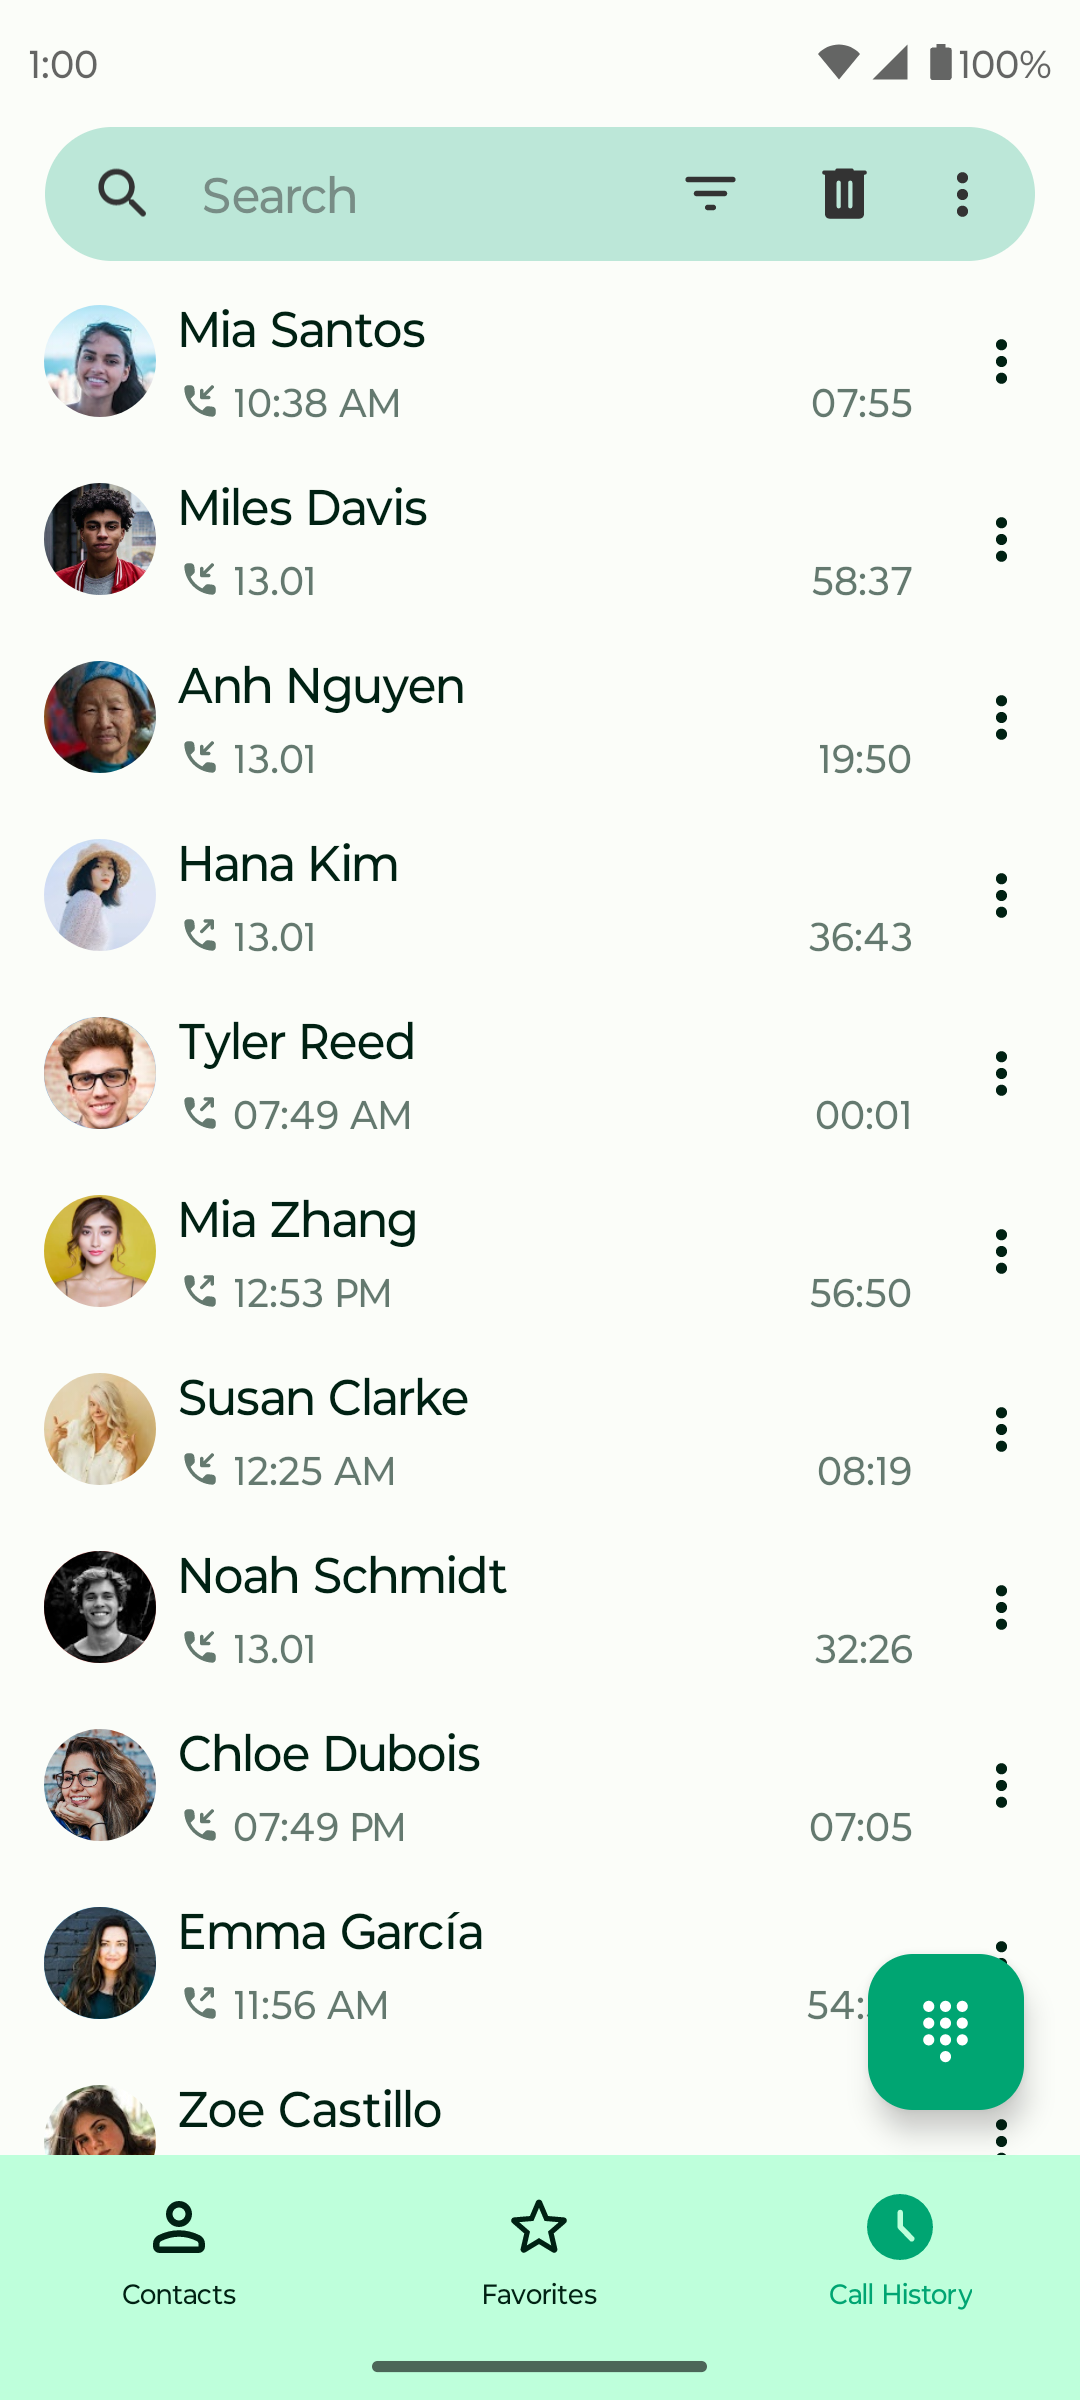 1:00
100%
Search
Mia Santos
10:38 AM 07:55
Miles Davis
13.01 58:37
Anh Nguyen
13.01 19:50
Hana Kim
13.01 36:43
Tyler Reed
07:49 AM 00:01
Mia Zhang
12:53 PM 56:50
Susan Clarke
12:25 AM 08:19
Noah Schmidt
13.01 32:26
Chloe Dubois
07:49 PM 07:05
Emma García
11:56 AM
Zoe Castillo
Contacts
Favorites
Call History